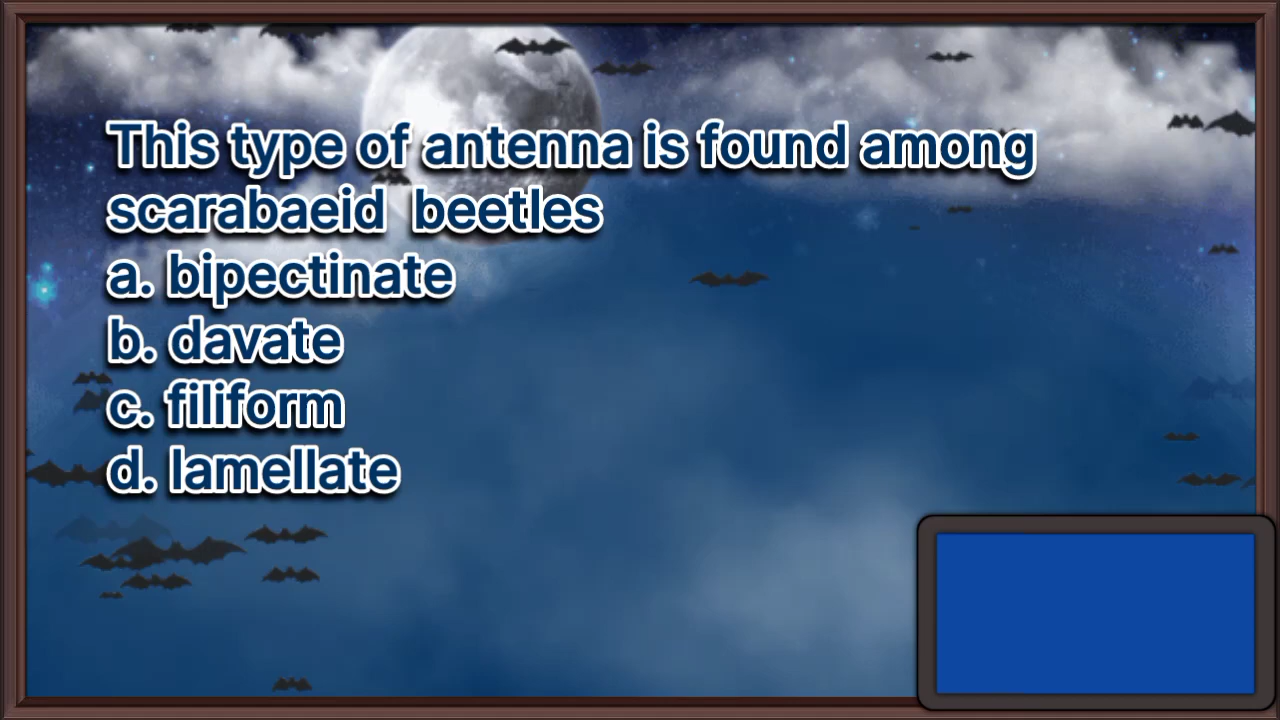 This type of antenna is found among
scarabaeid  beetles
a. bipectinate
b. davate
c. filiform
d. lamellate